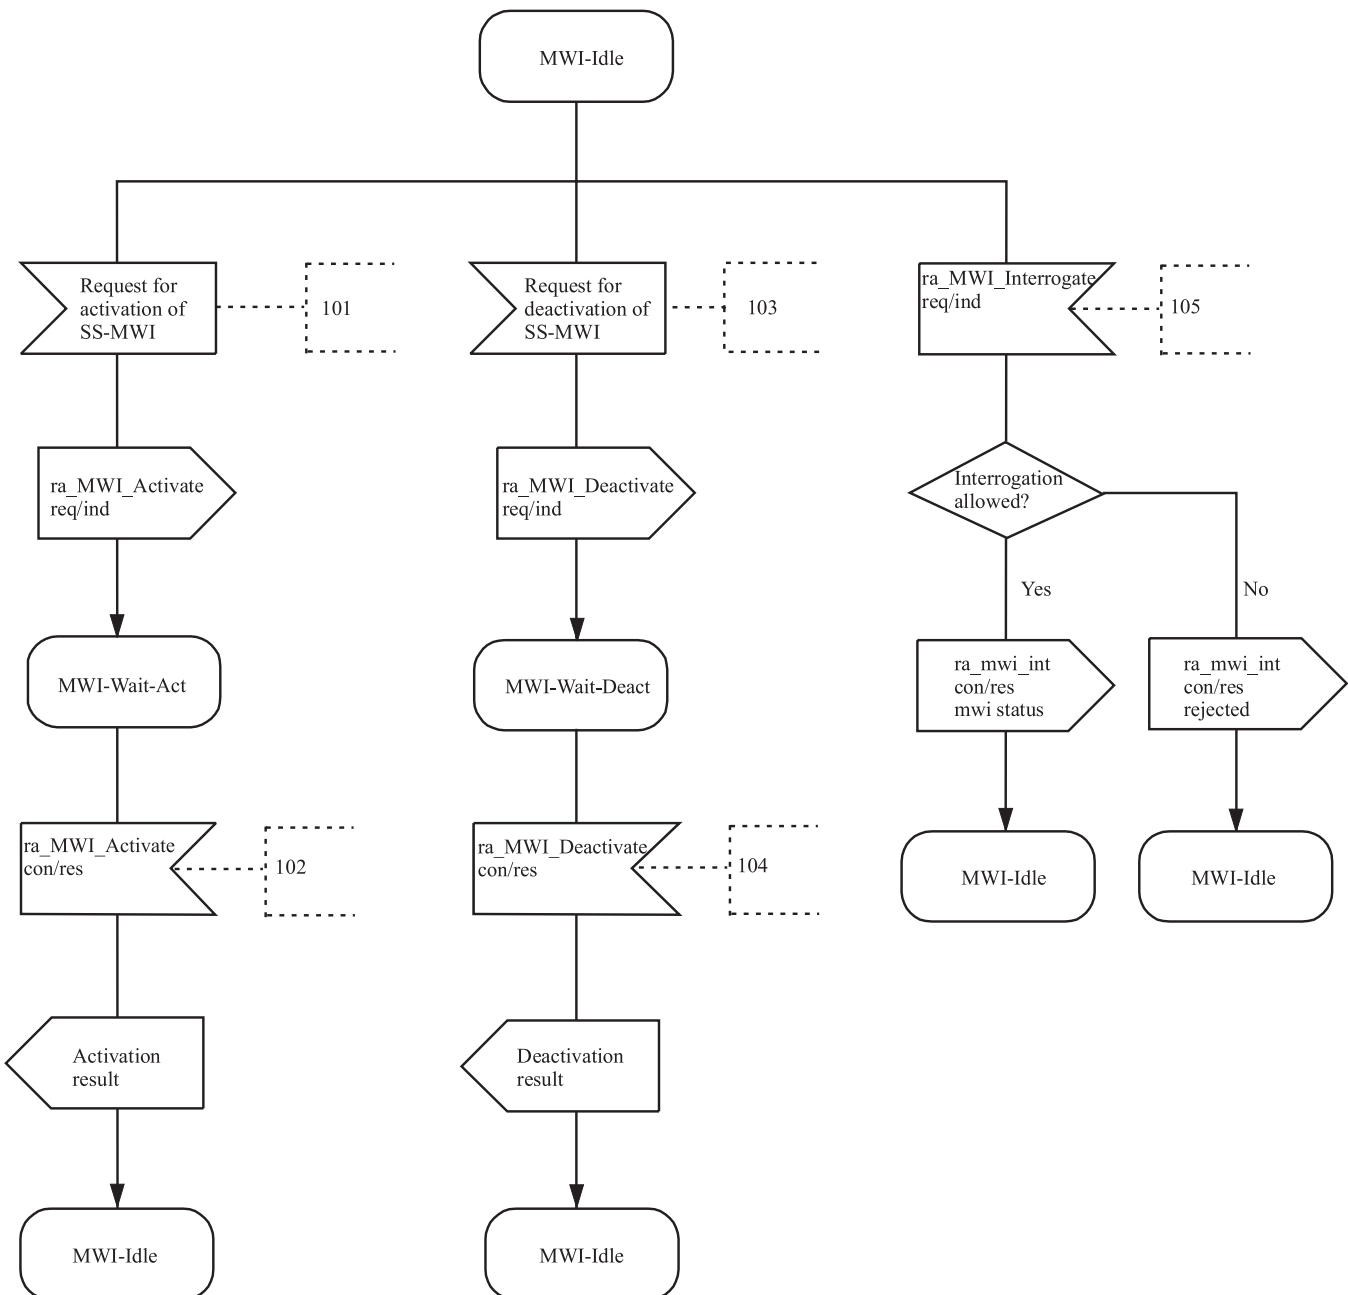 MWI-Idle
Request for
activation of
SS-MWI
101
Request for
deactivation of
SS-MWI
103
ra_MWI_Interrogate
req/ind
105
ra_MWI_Activate
req/ind
ra_MWI_Deactivate
req/ind
Interrogation
allowed?
Yes
No
MWI-Wait-Act
MWI-Wait-Deact
ra_mwi_int
con/res
mwi status
ra_mwi_int
con/res
rejected
ra_MWI_Activate
con/res
102
ra_MWI_Deactivate
con/res
104
MWI-Idle
MWI-Idle
Activation
result
Deactivation
result
MWI-Idle
MWI-Idle